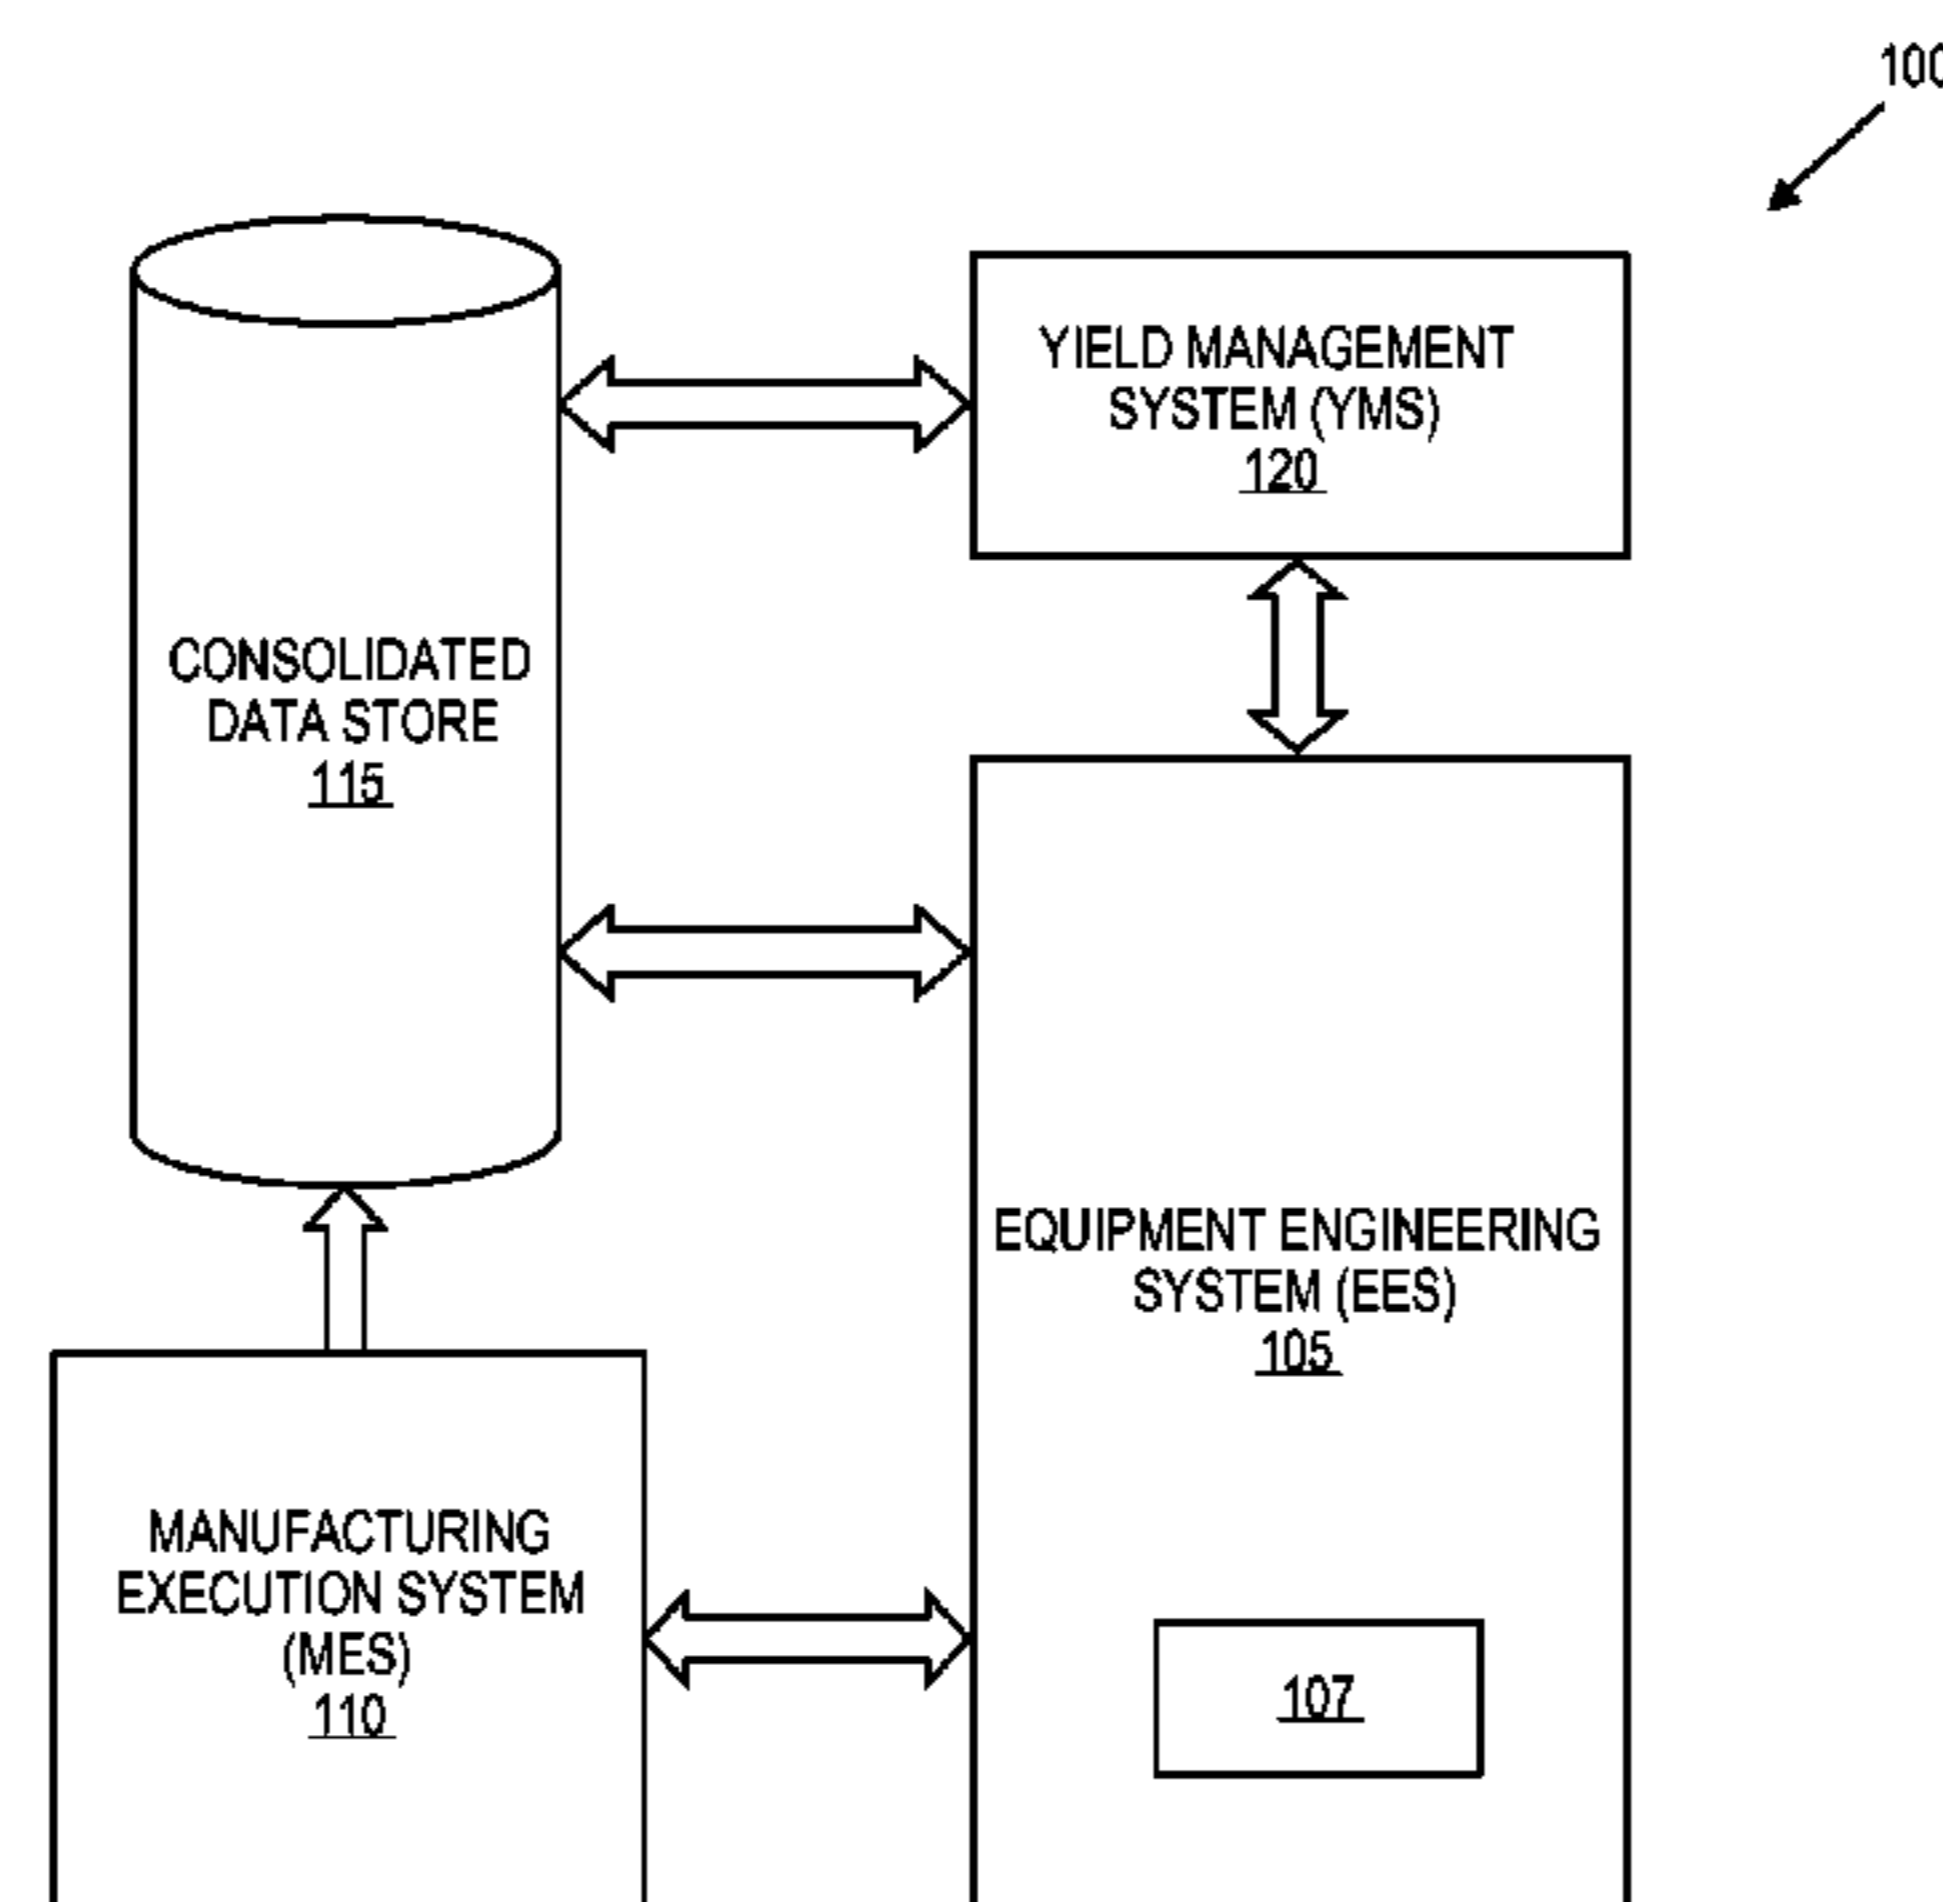 100
YIELD MANAGEMENT
SYSTEM (YMS)
120
CONSOLIDATED
DATA STORE
115
EQUIPMENT ENGINEERING
SYSTEM (EES)
105
MANUFACTURING
EXECUTION SYSTEM
(MES)
110
107